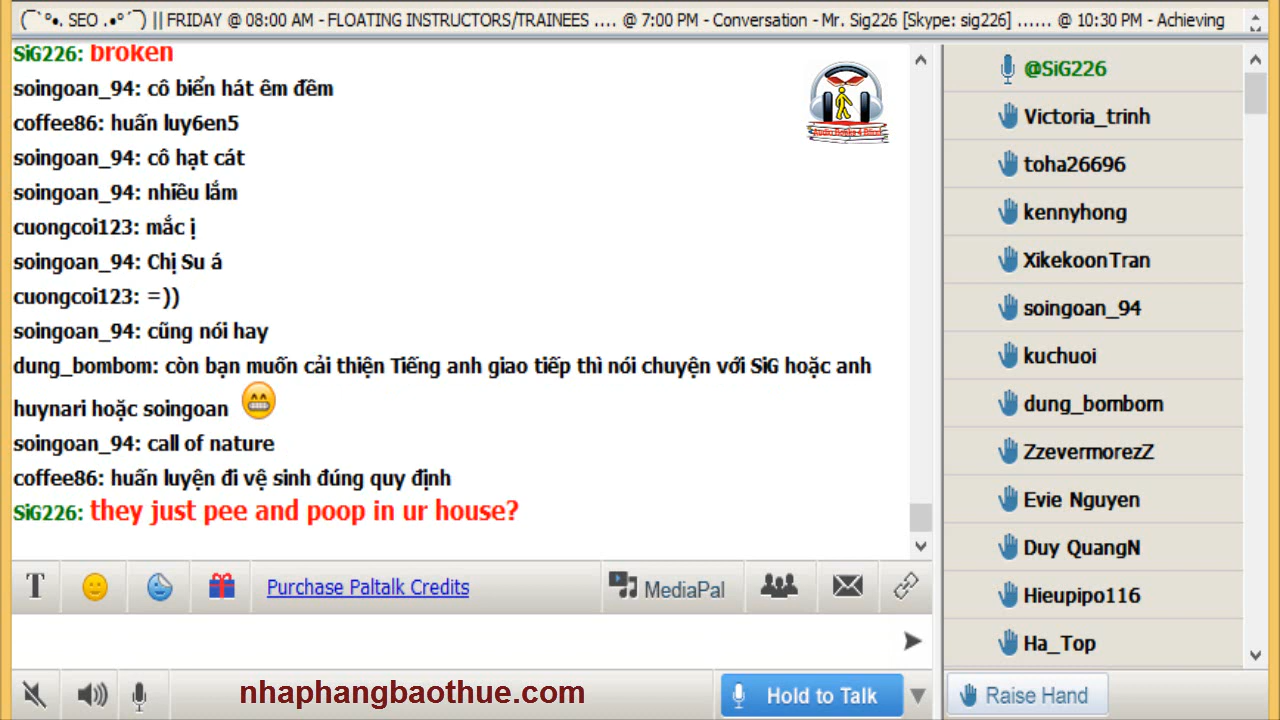 (¯`°•. SEO .•°´¯) || FRIDAY @ 08:00 AM - FLOATING INSTRUCTORS/TRAINEES .... @ 7:00 PM - Conversation - Mr. Sig226 [Skype: sig226] ...... @ 10:30 PM - Achieving
SiG226: broken
soingoan_94: cô biển hát êm đềm
coffee86: huấn luy6en5
soingoan_94: cô hạt cát
soingoan_94: nhiều lắm
cuongcoi123: mắc ị
soingoan_94: Chị Su á
cuongcoi123: =))
soingoan_94: cũng nói hay
dung_bombom: còn bạn muốn cải thiện Tiếng anh giao tiếp thì nói chuyện với SiG hoặc anh
huynari hoặc soingoan
soingoan_94: call of nature
coffee86: huấn luyện đi vệ sinh đúng quy định
SiG226: they just pee and poop in ur house?
Audio Books 4 Blind
@SiG226
Victoria_trinh
toha26696
kennyhong
XikekoonTran
soingoan_94
kuchuoi
dung_bombom
ZzevermorezZ
Evie Nguyen
Duy QuangN
Hieupipo116
Ha_Top
T
Purchase Paltalk Credits
MediaPal
nhaphangbaothue.com
Hold to Talk
Raise Hand